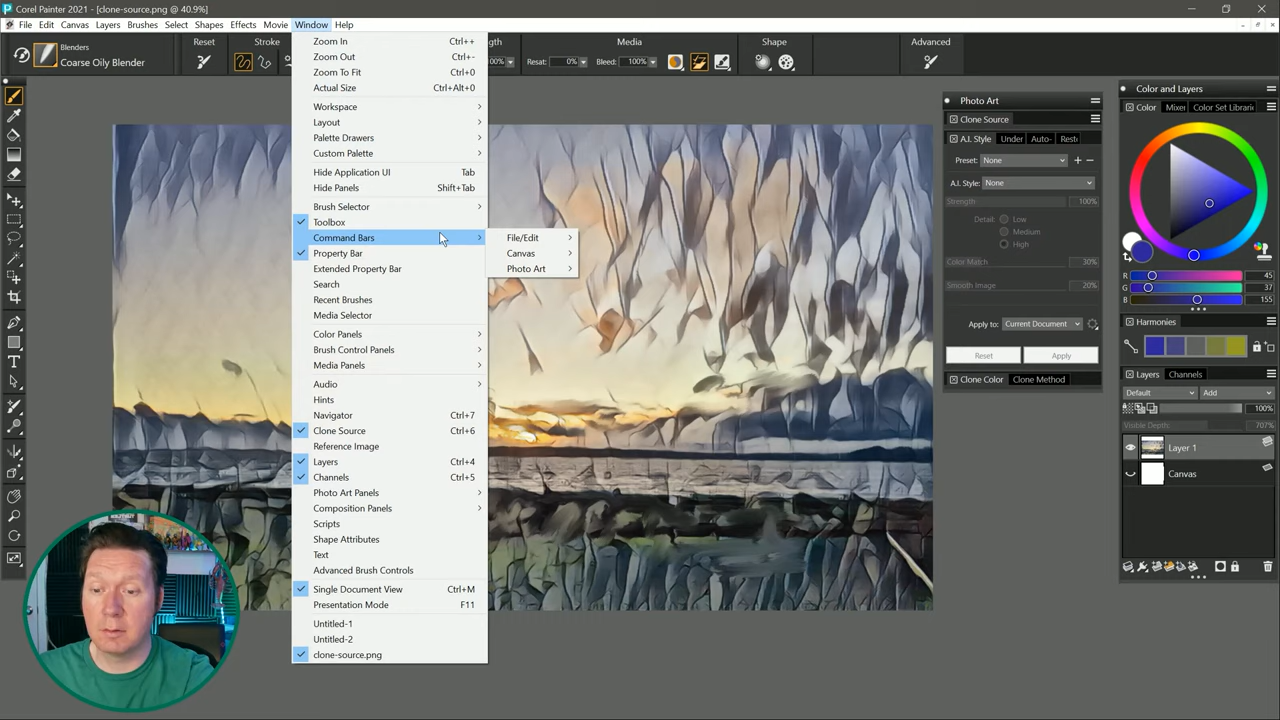 Corel Painter 2021 - [clone-source.png @ 40.9%]
File Edit Canvas Layers Brushes Select Shapes Effects Movie Window Help
Blenders
Coarse Oily Blender
Reset
Stroke
Media
Resat: 0%
Bleed: 100%
Shape
Advanced
Zoom In Ctrl++
Zoom Out Ctrl+-
Zoom To Fit Ctrl+0
Actual Size Ctrl+Alt+0
Workspace
Layout
Palette Drawers
Custom Palette
Hide Application UI Tab
Hide Panels Shift+Tab
Brush Selector
Toolbox
Command Bars
Property Bar
Extended Property Bar
Search
Recent Brushes
Media Selector
Color Panels
Brush Control Panels
Media Panels
Audio
Hints
Navigator Ctrl+7
Clone Source Ctrl+6
Reference Image
Layers Ctrl+4
Channels Ctrl+5
Photo Art Panels
Composition Panels
Scripts
Shape Attributes
Text
Advanced Brush Controls
Single Document View Ctrl+M
Presentation Mode F11
Untitled-1
Untitled-2
clone-source.png
File/Edit
Canvas
Photo Art
Photo Art
Clone Source
A.I. Style Under Auto- Rest
Preset: None
A.I. Style: None
Strength 100%
Detail: Low
Medium
High
Color Match 30%
Smooth Image 20%
Apply to: Current Document
Reset Apply
Clone Color Clone Method
Color and Layers
Color Mixer Color Set Librarie
R 45
G 37
B 155
Harmonies
Layers Channels
Default Add
100%
Visible Depth: 707%
Layer 1
Canvas